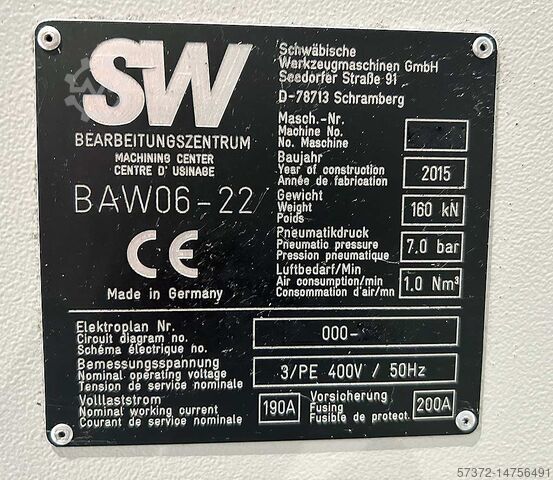 SW
BEARBEITUNGSZENTRUM
MACHINING CENTER
CENTRE D' USINAGE
BAW06-22
CE
Made in Germany
Schwäbische
Werkzeugmaschinen GmbH
Seedorfer Straße 91
D-78713 Schramberg
Masch.-Nr.
Machine No.
No. Maschine
Baujahr
Year of construction
Année de fabrication
2015
Gewicht
Weight
Poids
160 kN
Pneumatikdruck
Pneumatic pressure
Pression pneumatique
7.0 bar
Luftbedarf/Min
Air consumption/min
Consommation d'air/mn
1.0 Nm³
Elektroplan Nr.
Circuit diagram no.
Schéma électrique no.
000-
Bemessungsspannung
Nominal operating voltage
Tension de service nominale
3/PE 400V / 50Hz
Volllaststrom
Nominal working current
Courant de service nominale
190A
Vorsicherung
Fusing
Fusible de protect.
200A
57372-14756491